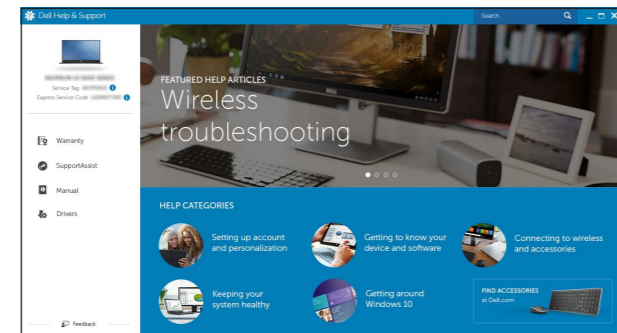 Dell Help & Support
Search
Service Tag:
Express Service Code:
Warranty
SupportAssist
Manual
Drivers
Feedback
FEATURED HELP ARTICLES
Wireless
troubleshooting
HELP CATEGORIES
Setting up account
and personalization
Getting to know your
device and software
Connecting to wireless
and accessories
Keeping your
system healthy
Getting around
Windows 10
FIND ACCESSORIES
at Dell.com